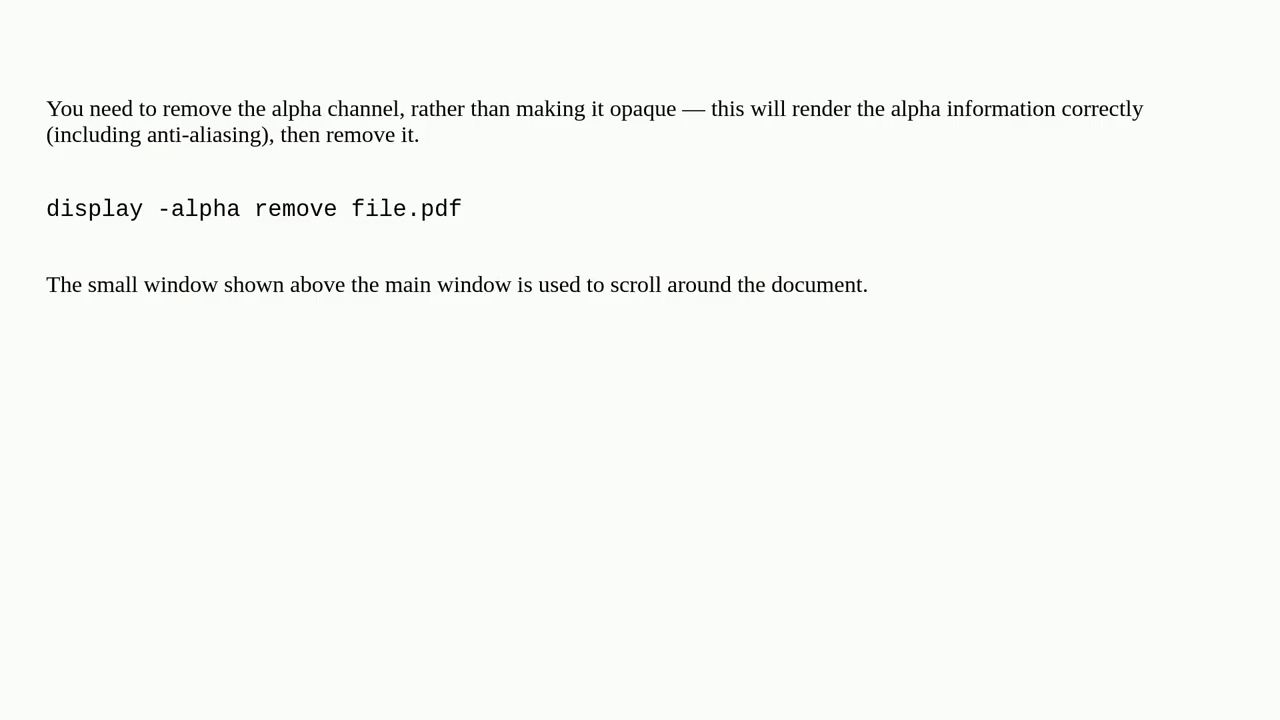 You need to remove the alpha channel, rather than making it opaque — this will render the alpha information correctly
(including anti-aliasing), then remove it.
display -alpha remove file.pdf
The small window shown above the main window is used to scroll around the document.